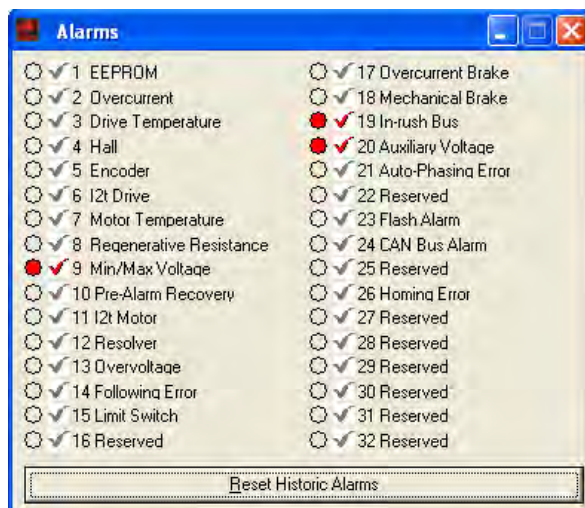 Alarms
1 EEPROM
2 Overcurrent
3 Drive Temperature
4 Hall
5 Encoder
6 I2t Drive
7 Motor Temperature
8 Regenerative Resistance
9 Min/Max Voltage
10 Pre-Alarm Recovery
11 I2t Motor
12 Resolver
13 Overvoltage
14 Following Error
15 Limit Switch
16 Reserved
17 Overcurrent Brake
18 Mechanical Brake
19 In-rush Bus
20 Auxiliary Voltage
21 Auto-Phasing Error
22 Reserved
23 Flash Alarm
24 CAN Bus Alarm
25 Reserved
26 Homing Error
27 Reserved
28 Reserved
29 Reserved
30 Reserved
31 Reserved
32 Reserved
Reset Historic Alarms